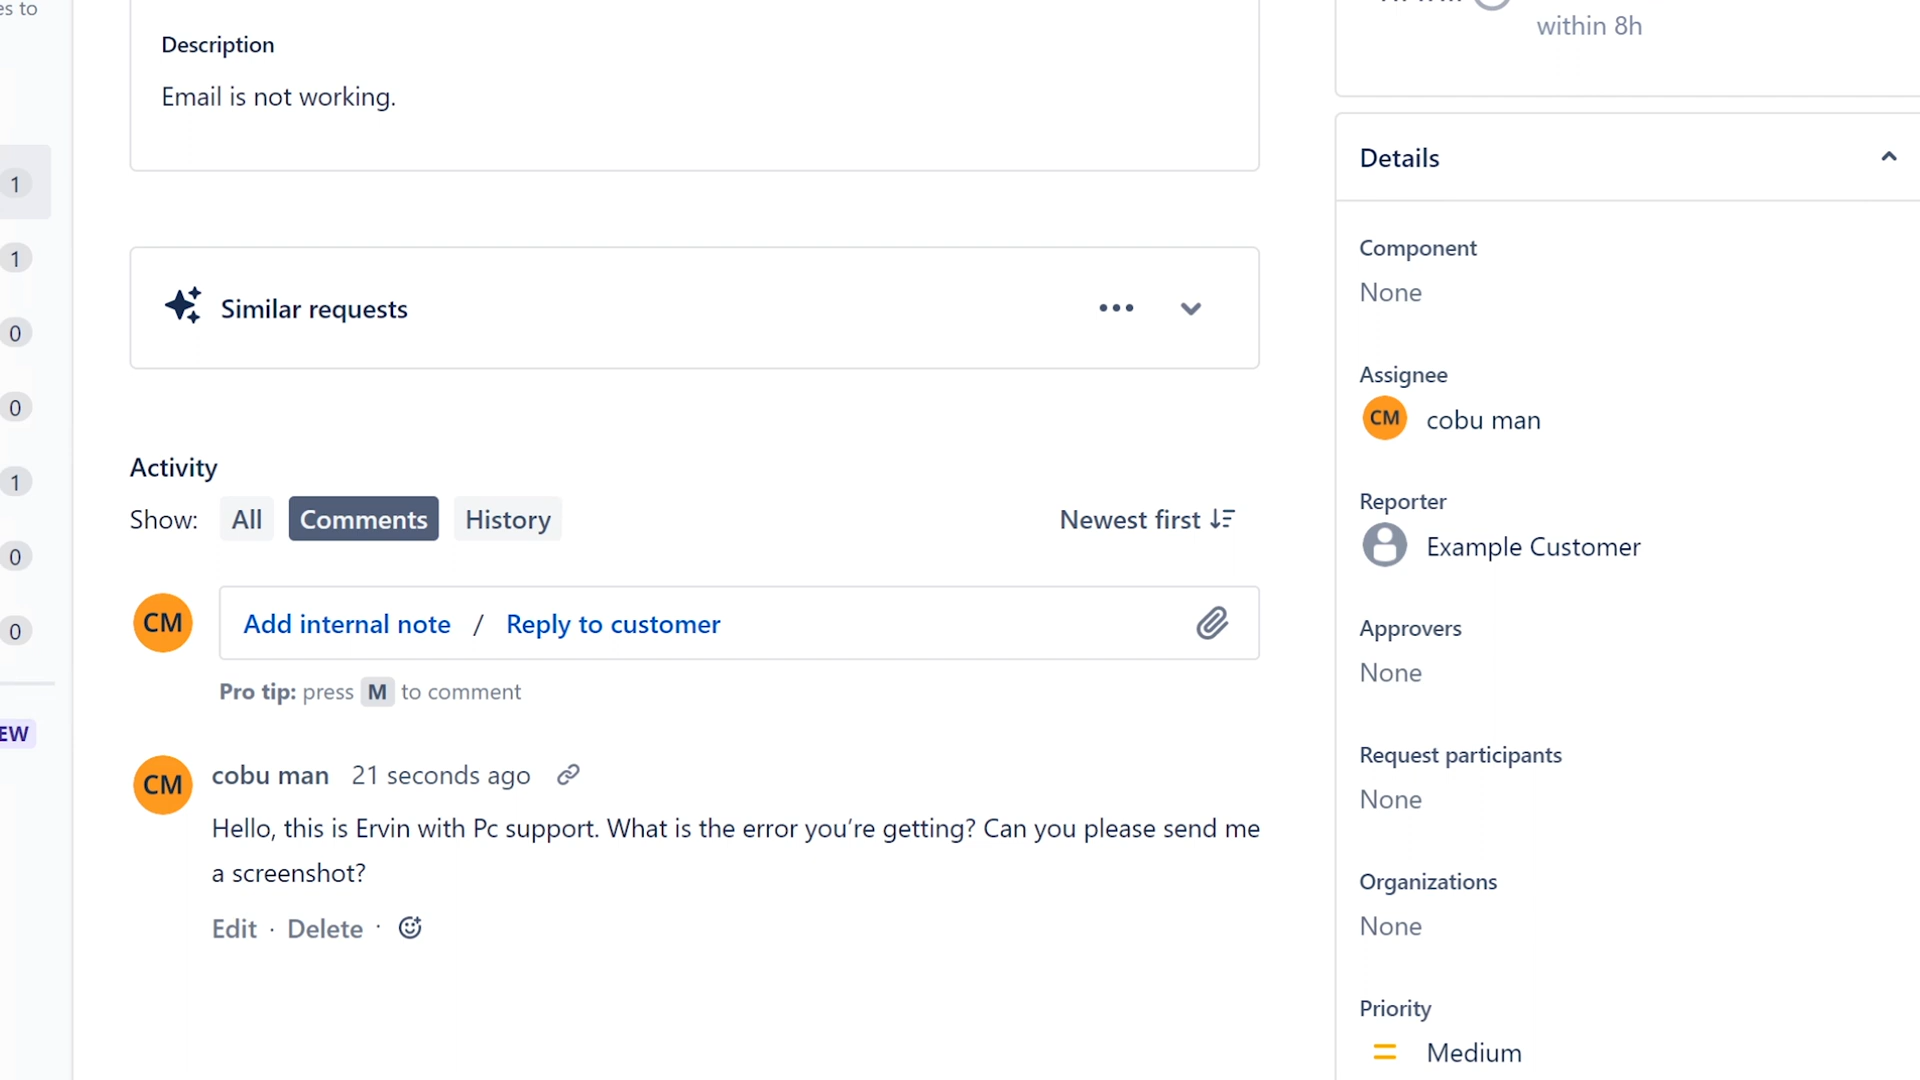 es to
within 8h
Description
Email is not working.
Details
1
1
Component
None
Similar requests
0
Assignee
CM cobu man
0
Activity
Show: All Comments History Newest first
1
Reporter
Example Customer
0
CM Add internal note / Reply to customer
0
Approvers
None
Pro tip: press M to comment
EW
Request participants
None
CM cobu man 21 seconds ago
Hello, this is Ervin with Pc support. What is the error you're getting? Can you please send me
a screenshot?
Edit · Delete ·
Organizations
None
Priority
Medium